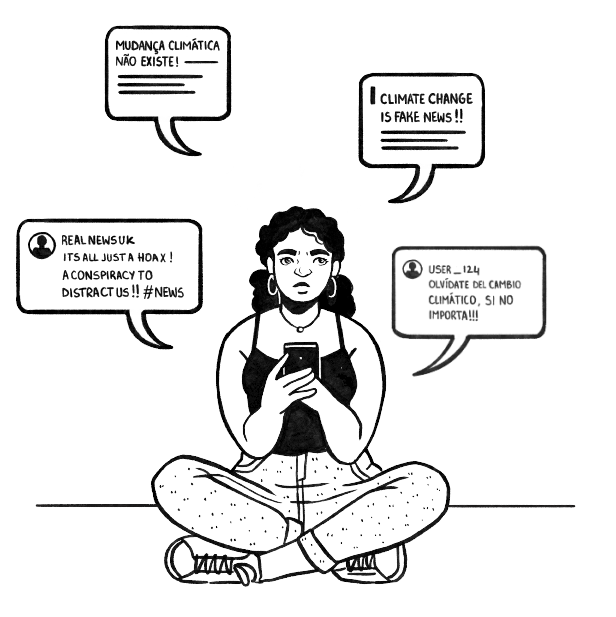 MUDANÇA CLIMÁTICA
NÃO EXISTE!
CLIMATE CHANGE
IS FAKE NEWS!!
REALNEWSUK
ITS ALL JUST A HOAX!
A CONSPIRACY TO
DISTRACT US!! #NEWS
USER_124
OLVÍDATE DEL CAMBIO
CLIMÁTICO, SI NO
IMPORTA!!!